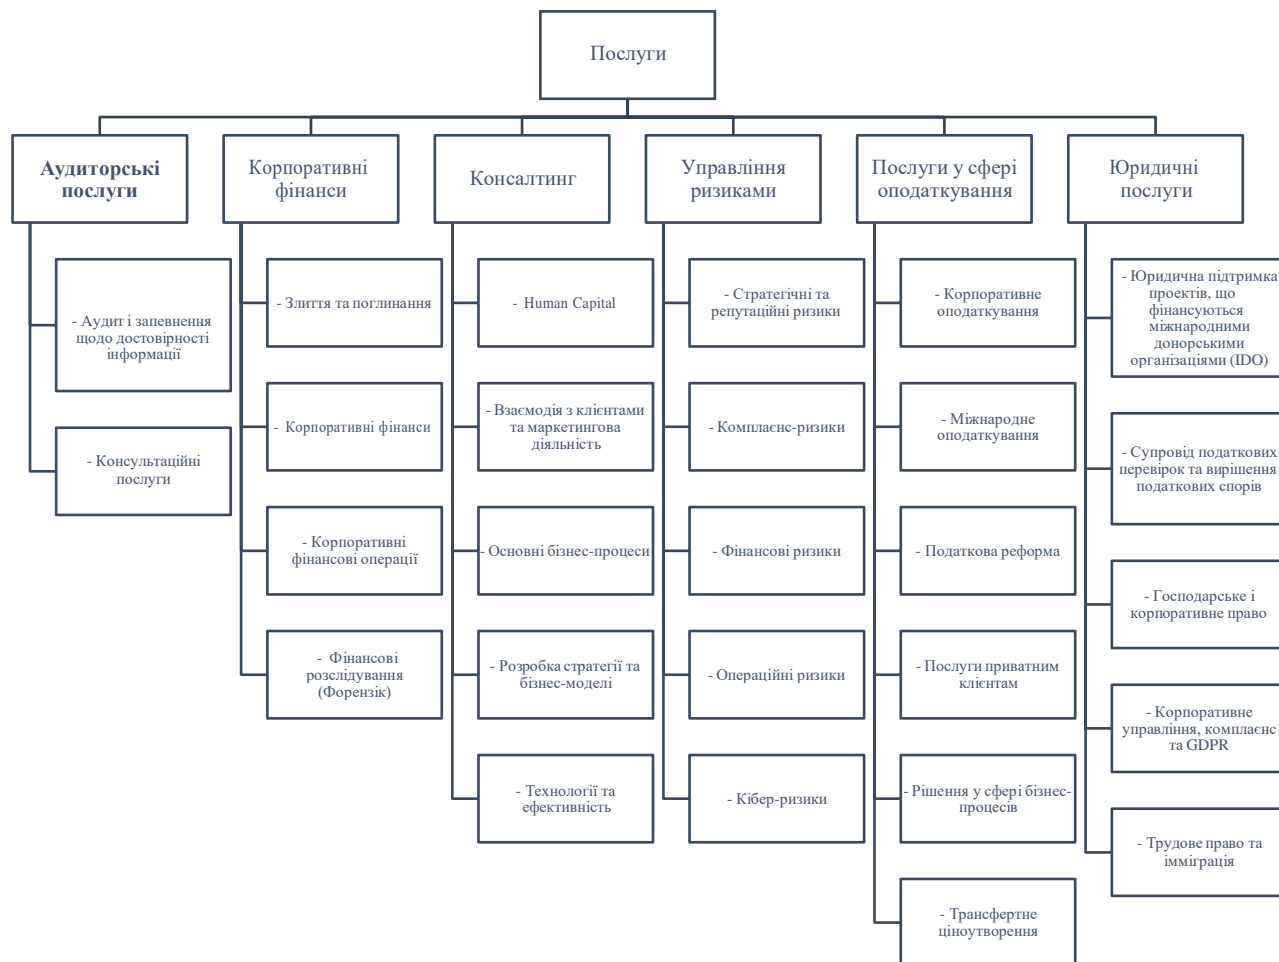 Послуги
Аудиторські
послуги
Корпоративні
фінанси
Консалтинг
Управління
ризиками
Послуги у сфері
оподаткування
Юридичні
послуги
- Аудит і запевнення
щодо достовірності
інформації
- Консультаційні
послуги
- Злиття та поглинання
- Корпоративні фінанси
- Корпоративні
фінансові операції
- Фінансові
розслідування
(Форензік)
- Human Capital
- Взаємодія з клієнтами
та маркетингова
діяльність
- Основні бізнес-процеси
- Розробка стратегії та
бізнес-моделі
- Технології та
ефективність
- Стратегічні та
репутаційні ризики
- Комплаєнс-ризики
- Фінансові ризики
- Операційні ризики
- Кібер-ризики
- Корпоративне
оподаткування
- Міжнародне
оподаткування
- Податкова реформа
- Послуги приватним
клієнтам
- Рішення у сфері бізнес-
процесів
- Трансфертне
ціноутворення
- Юридична підтримка
проектів, що
фінансуються
міжнародними
донорськими
організаціями (IDO)
- Супровід податкових
перевірок та вирішення
податкових спорів
- Господарське і
корпоративне право
- Корпоративне
управління, комплаєнс
та GDPR
- Трудове право та
імміграція